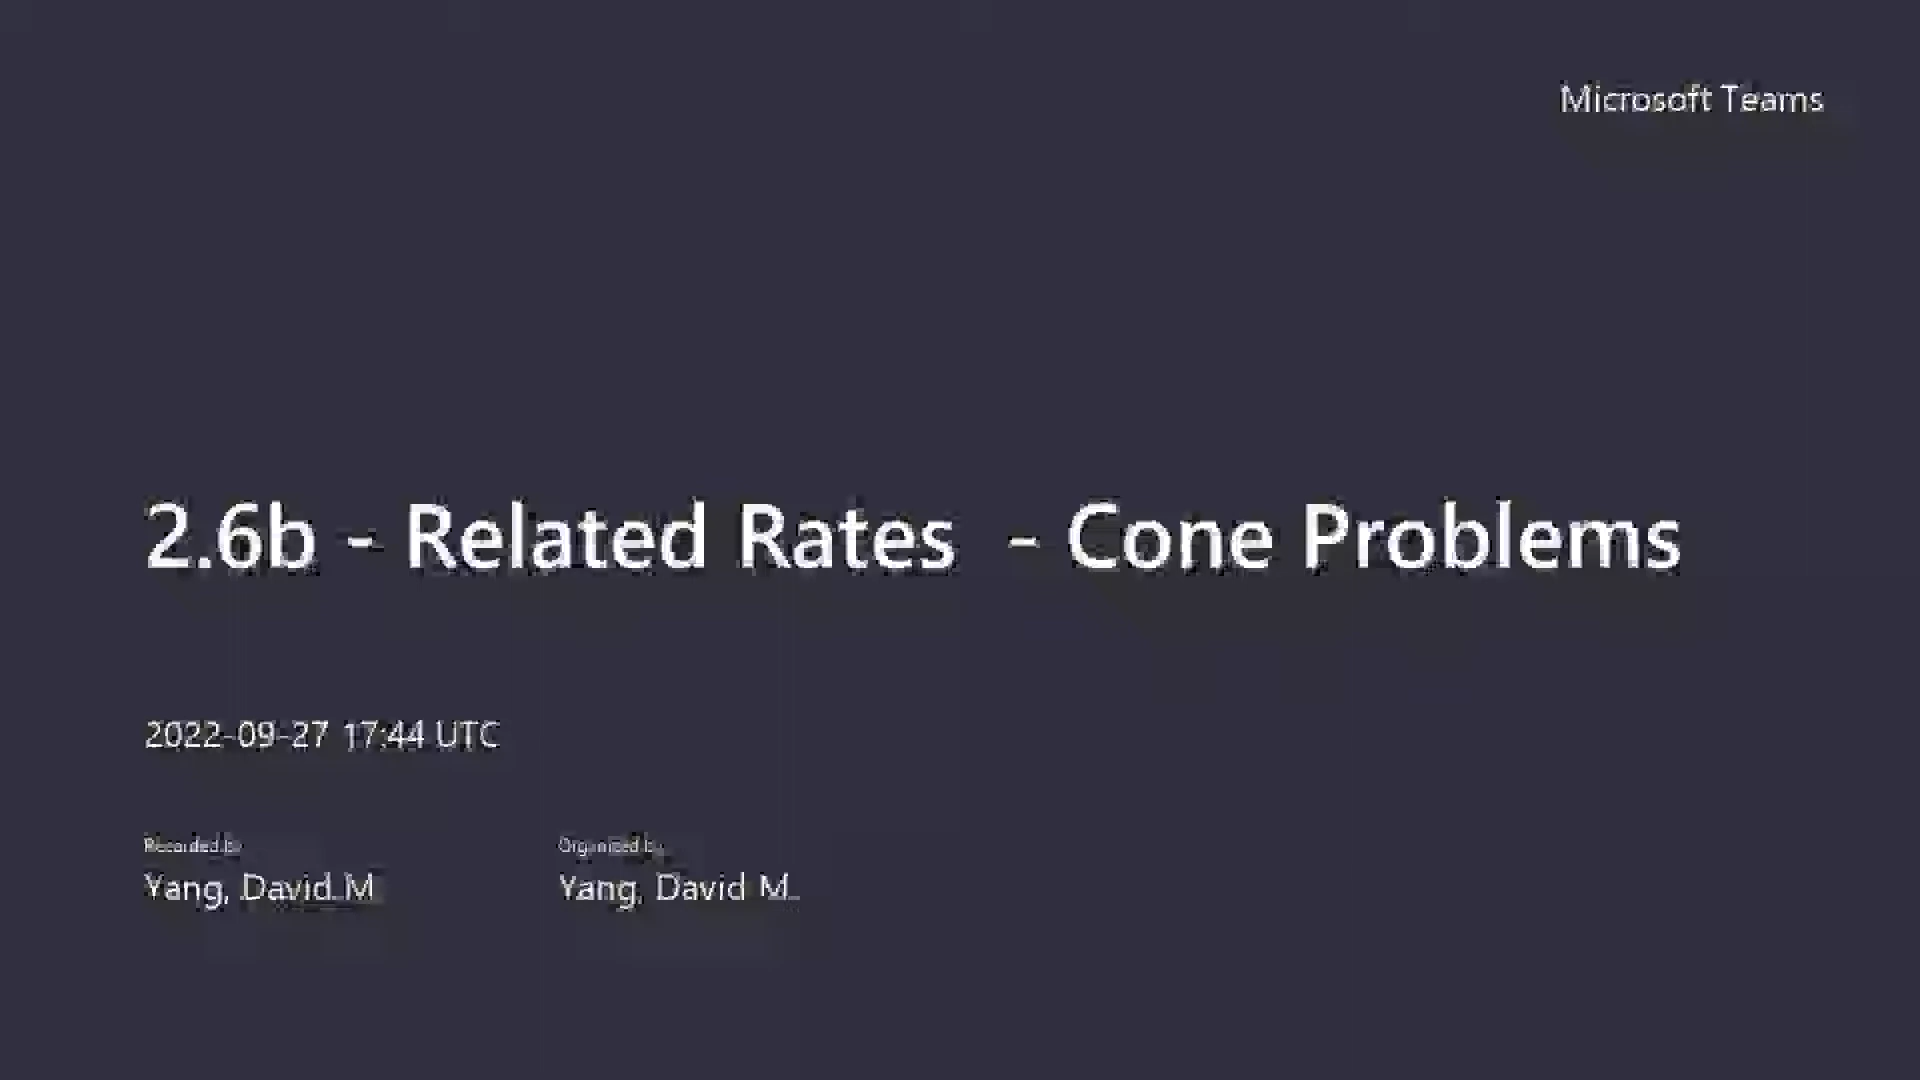 Microsoft Teams
2.6b - Related Rates - Cone Problems
2022-09-27 17:44 UTC
Recorded by
Organized by
Yang, David M.
Yang, David M.